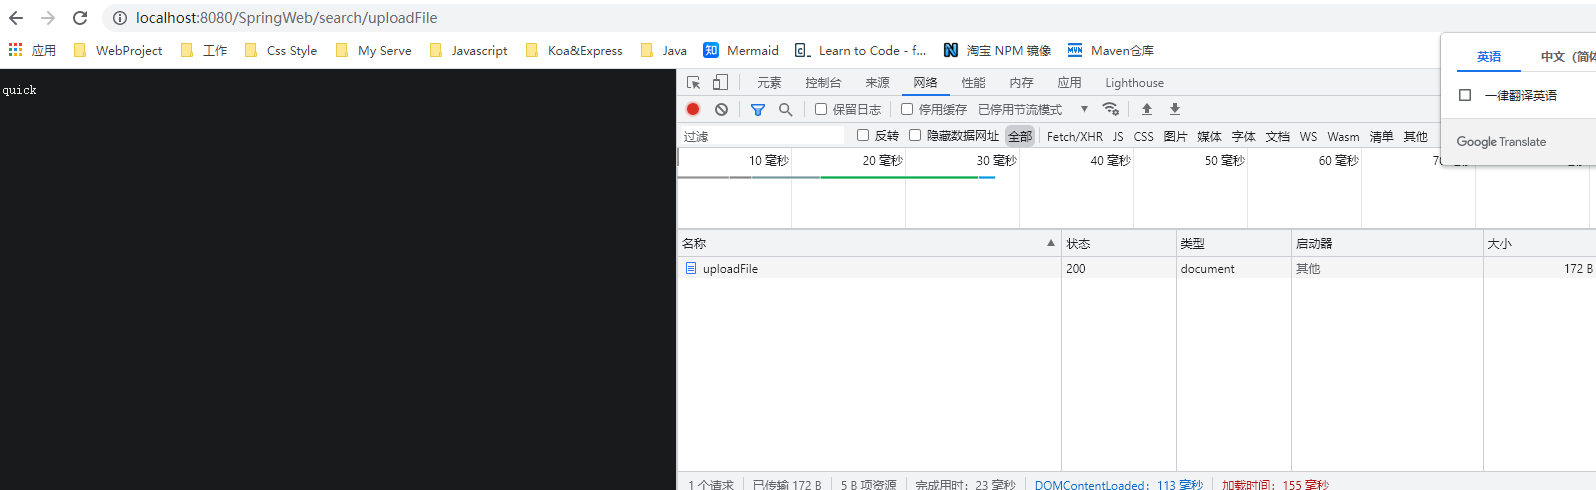 localhost:8080/SpringWeb/search/uploadFile
应用 WebProject 工作 Css Style My Serve Javascript Koa&Express Java 知 Mermaid Learn to Code - f... 淘宝 NPM 镜像 Maven仓库
英语
一律翻译英语
Google Translate
quick
元素 控制台 来源 网络 性能 内存 应用 Lighthouse
保留日志 停用缓存 已停用节流模式
过滤 反转 隐藏数据网址 全部 Fetch/XHR JS CSS 图片 媒体 字体 文档 WS Wasm 清单 其他
10 毫秒 20 毫秒 30 毫秒 40 毫秒 50 毫秒 60 毫秒
名称 状态 类型 启动器 大小
uploadFile 200 document 其他 172 B
1 个请求 已传输 172 B 5 B 项资源 完成用时：23 毫秒 DOMContentLoaded：113 毫秒 加载时间：155 毫秒